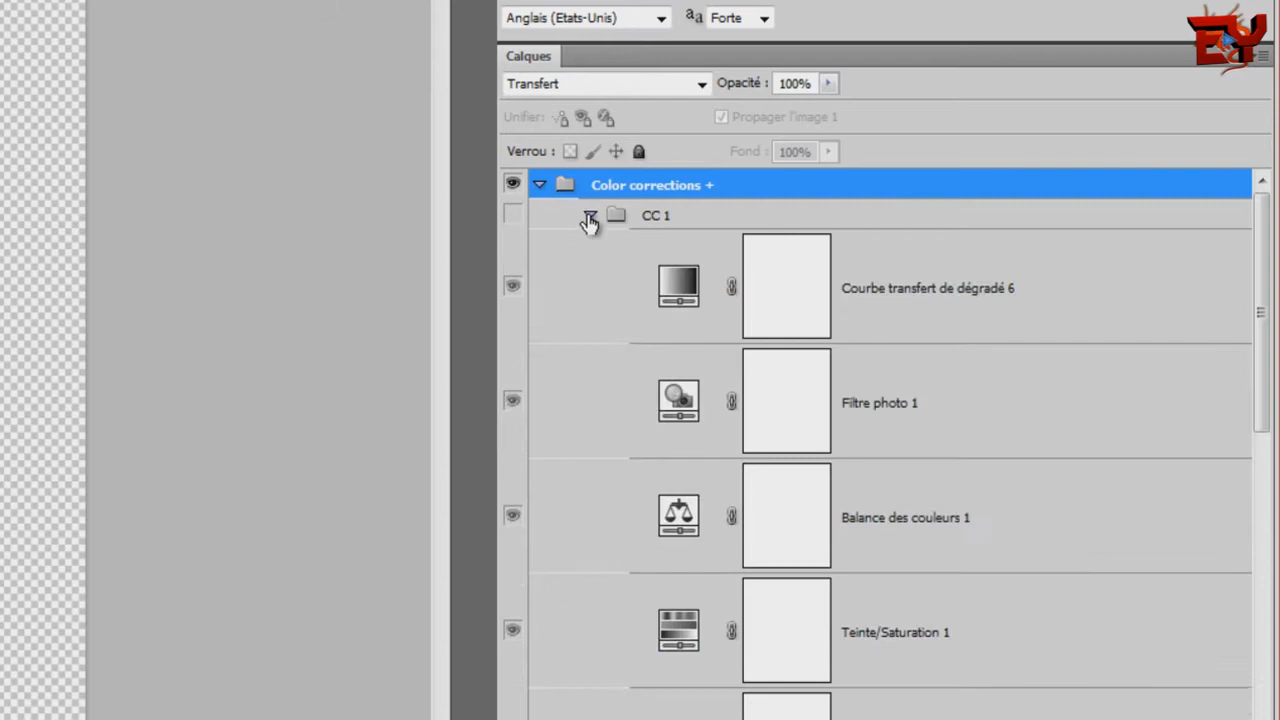 Anglais (Etats-Unis) aa Forte
EY
Calques
Transfert Opacité : 100%
Unifier: Propager l'image 1
Verrou : Fond : 100%
Color corrections +
CC 1
Courbe transfert de dégradé 6
Filtre photo 1
Balance des couleurs 1
Teinte/Saturation 1